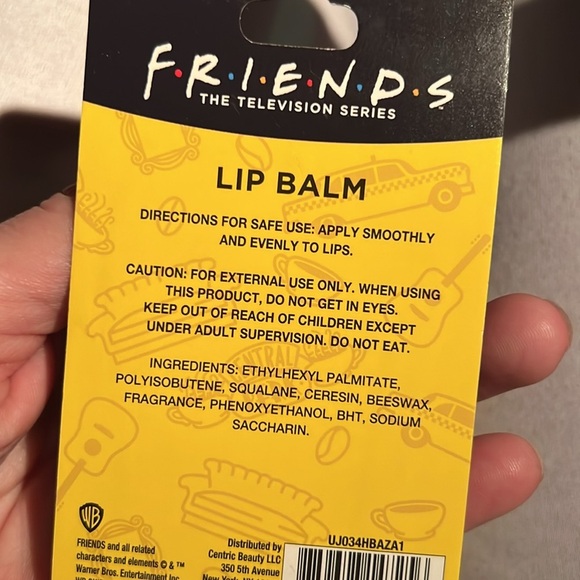 F·R·I·E·N·D·S
THE TELEVISION SERIES
LIP BALM
DIRECTIONS FOR SAFE USE: APPLY SMOOTHLY
AND EVENLY TO LIPS.
CAUTION: FOR EXTERNAL USE ONLY. WHEN USING
THIS PRODUCT, DO NOT GET IN EYES.
KEEP OUT OF REACH OF CHILDREN EXCEPT
UNDER ADULT SUPERVISION. DO NOT EAT.
INGREDIENTS: ETHYLHEXYL PALMITATE,
POLYISOBUTENE, SQUALANE, CERESIN, BEESWAX,
FRAGRANCE, PHENOXYETHANOL, BHT, SODIUM
SACCHARIN.
WB
FRIENDS and all related
characters and elements © & ™
Warner Bros. Entertainment Inc.
Distributed by
Centric Beauty LLC
350 5th Avenue
New York,
UJ034HBAZA1